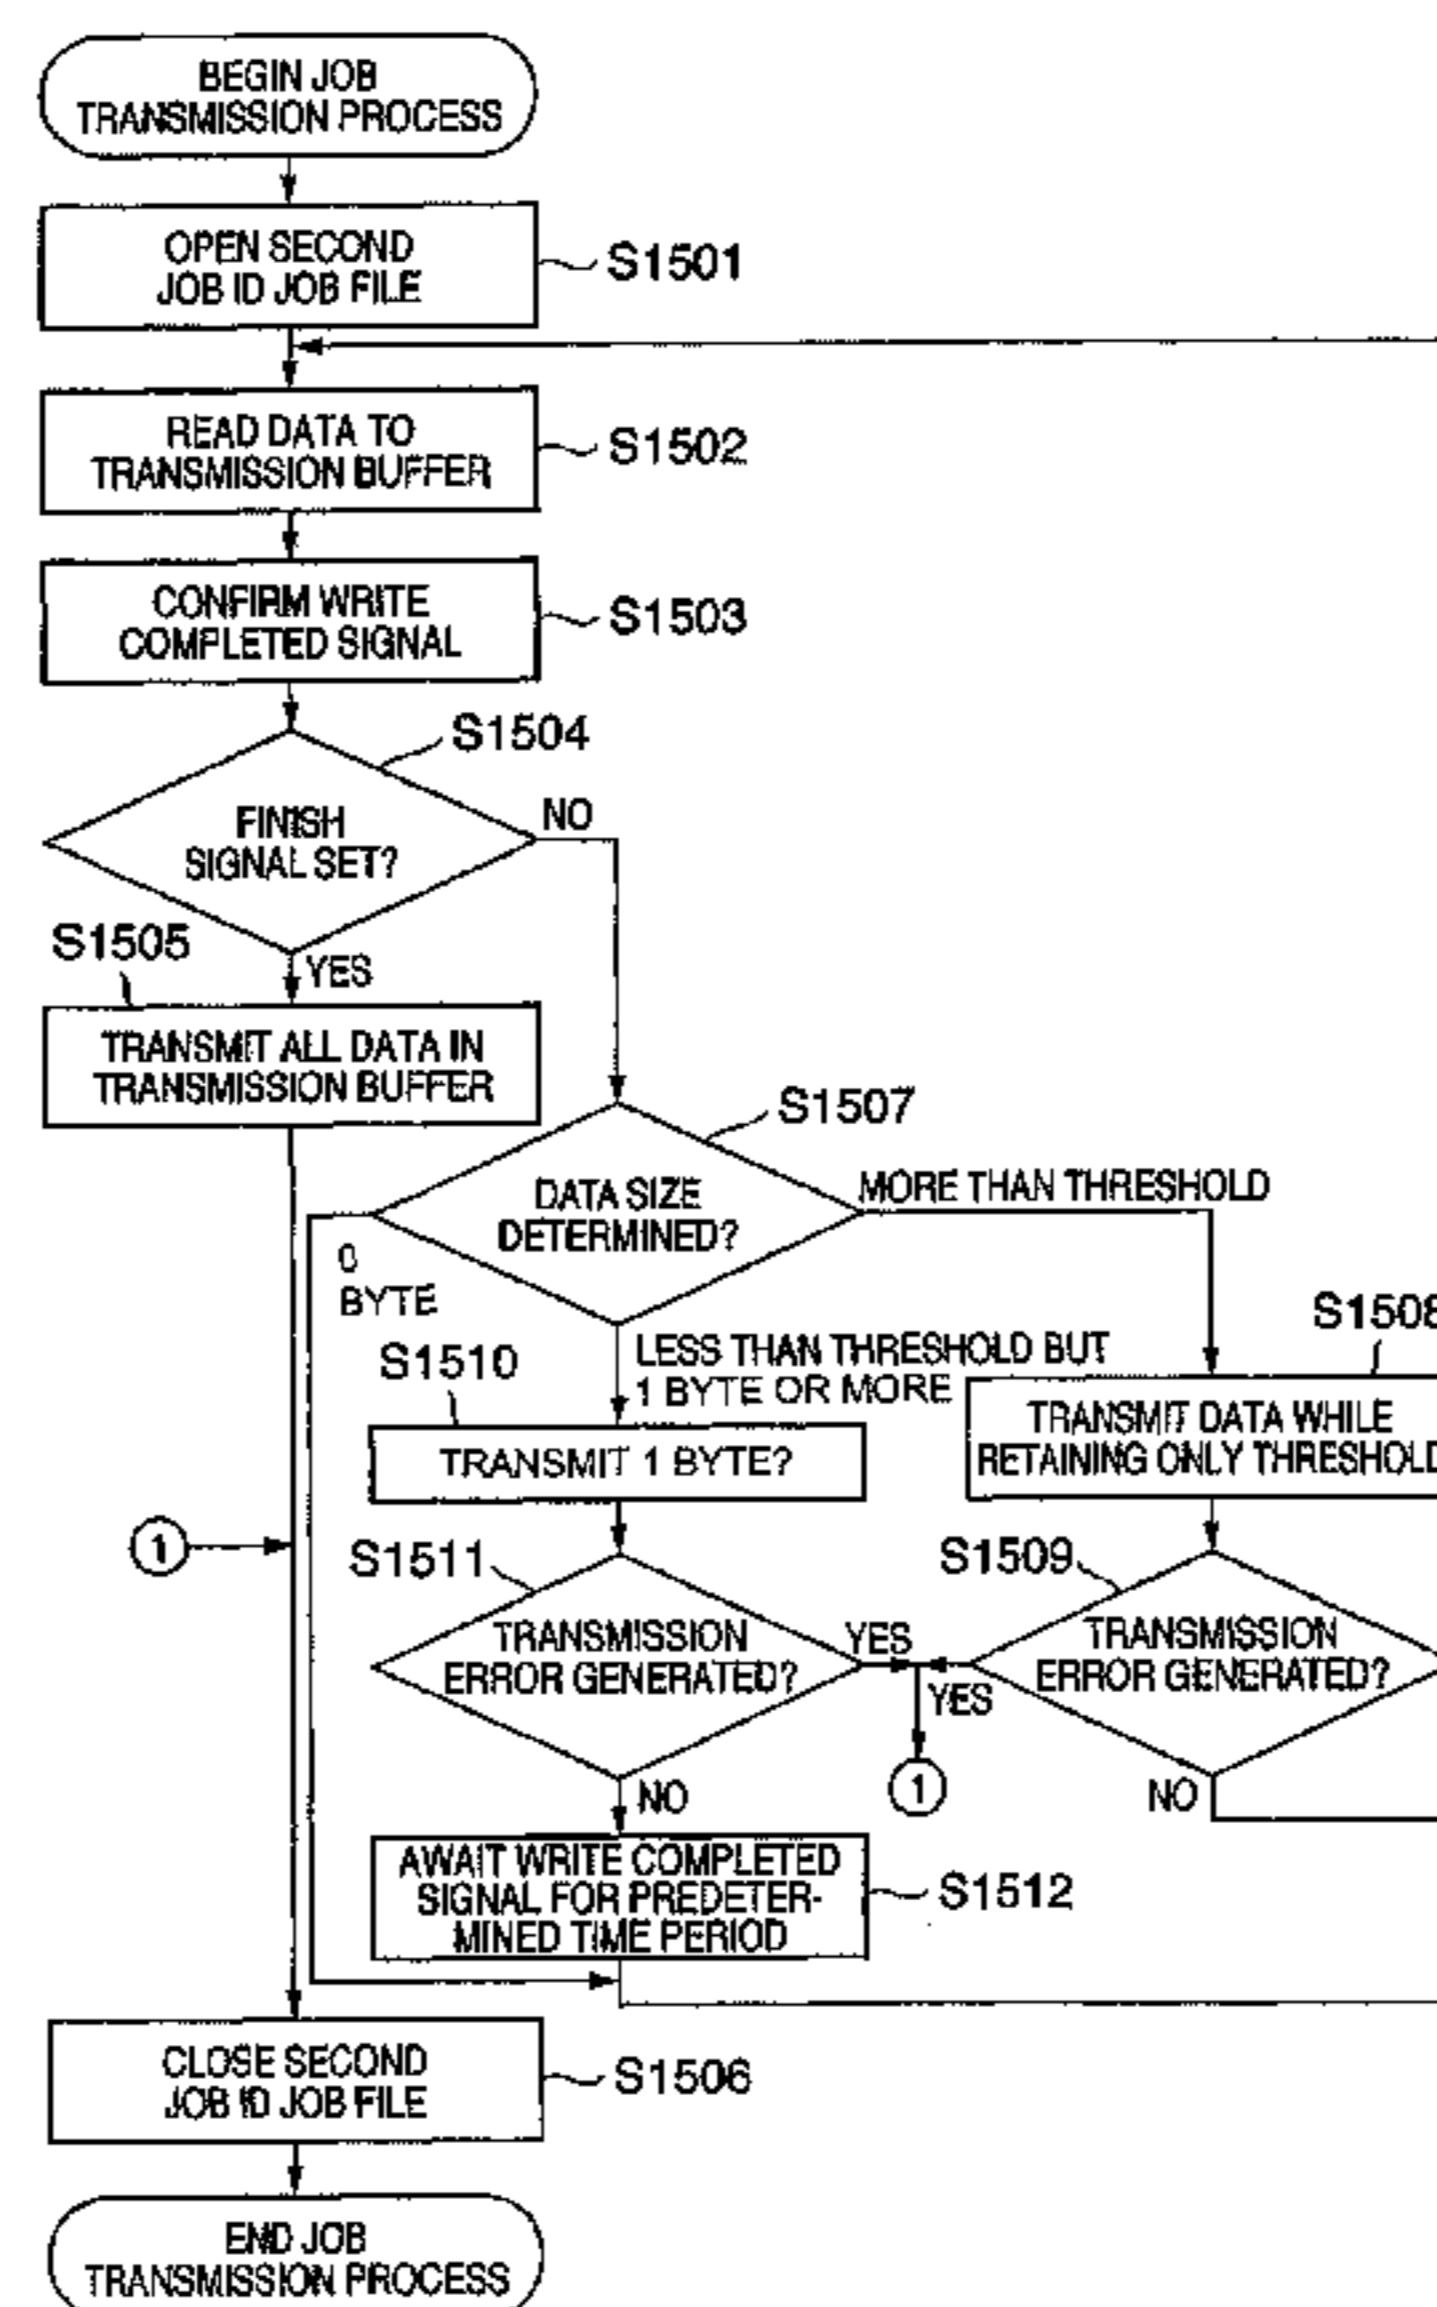 BEGIN JOB
TRANSMISSION PROCESS
OPEN SECOND
JOB ID JOB FILE
S1501
READ DATA TO
TRANSMISSION BUFFER
S1502
CONFIRM WRITE
COMPLETED SIGNAL
S1503
S1504
FINISH
SIGNAL SET?
NO
S1505
YES
TRANSMIT ALL DATA IN
TRANSMISSION BUFFER
S1507
DATA SIZE
DETERMINED?
MORE THAN THRESHOLD
0
BYTE
S1508
LESS THAN THRESHOLD BUT
1 BYTE OR MORE
S1510
TRANSMIT 1 BYTE?
TRANSMIT DATA WHILE
RETAINING ONLY THRESHOLD
1
S1511
S1509
TRANSMISSION
ERROR GENERATED?
YES
YES
TRANSMISSION
ERROR GENERATED?
1
NO
NO
AWAIT WRITE COMPLETED
SIGNAL FOR PREDETER-
MINED TIME PERIOD
S1512
CLOSE SECOND
JOB ID JOB FILE
S1506
END JOB
TRANSMISSION PROCESS